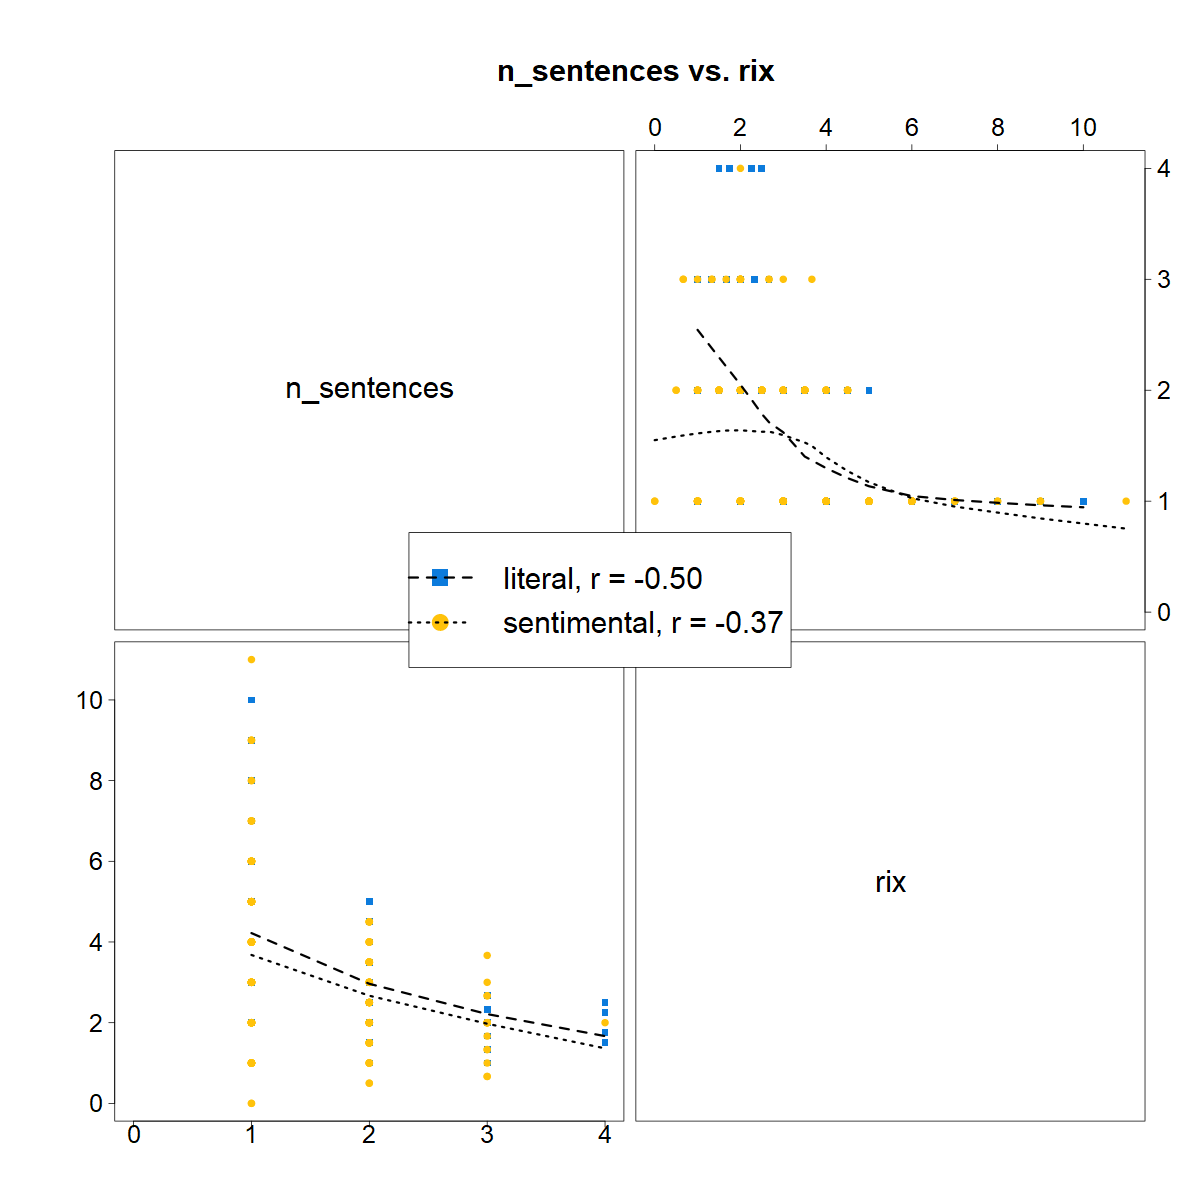 n_sentences vs. rix
0 2 4 6 8 10
4
3
n_sentences
2
1
literal, r = -0.50
sentimental, r = -0.37
0
10
8
6
rix
4
2
0
0 1 2 3 4